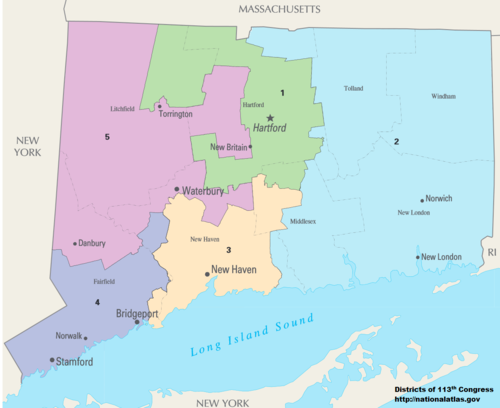 MASSACHUSETTS
Tolland
Windham
Litchfield
Hartford
1
Torrington
Hartford
NEW
YORK
5
New Britain
2
Waterbury
Norwich
New London
Middlesex
New Haven
3
Danbury
RI
New London
Fairfield
New Haven
4
Bridgeport
Norwalk
Long Island Sound
Stamford
Districts of 113th Congress
http://nationalatlas.gov
NEW YORK